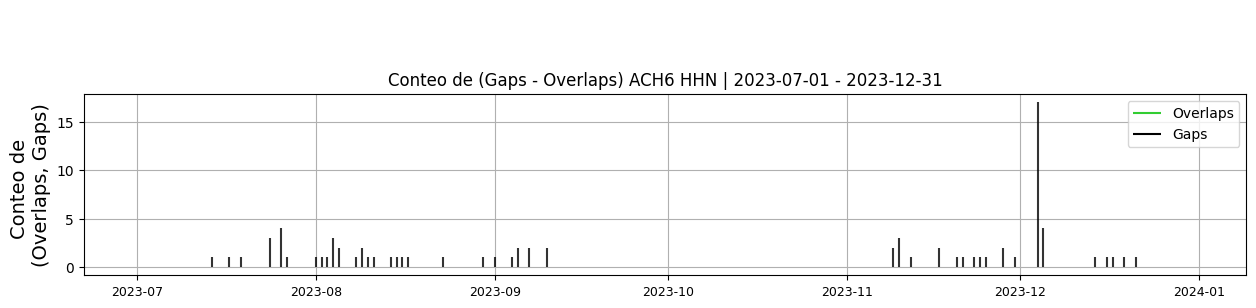 Conteo de (Gaps - Overlaps) ACH6 HHN | 2023-07-01 - 2023-12-31
Conteo de
(Overlaps, Gaps)
15
10
5
0
Overlaps
Gaps
2023-07
2023-08
2023-09
2023-10
2023-11
2023-12
2024-01